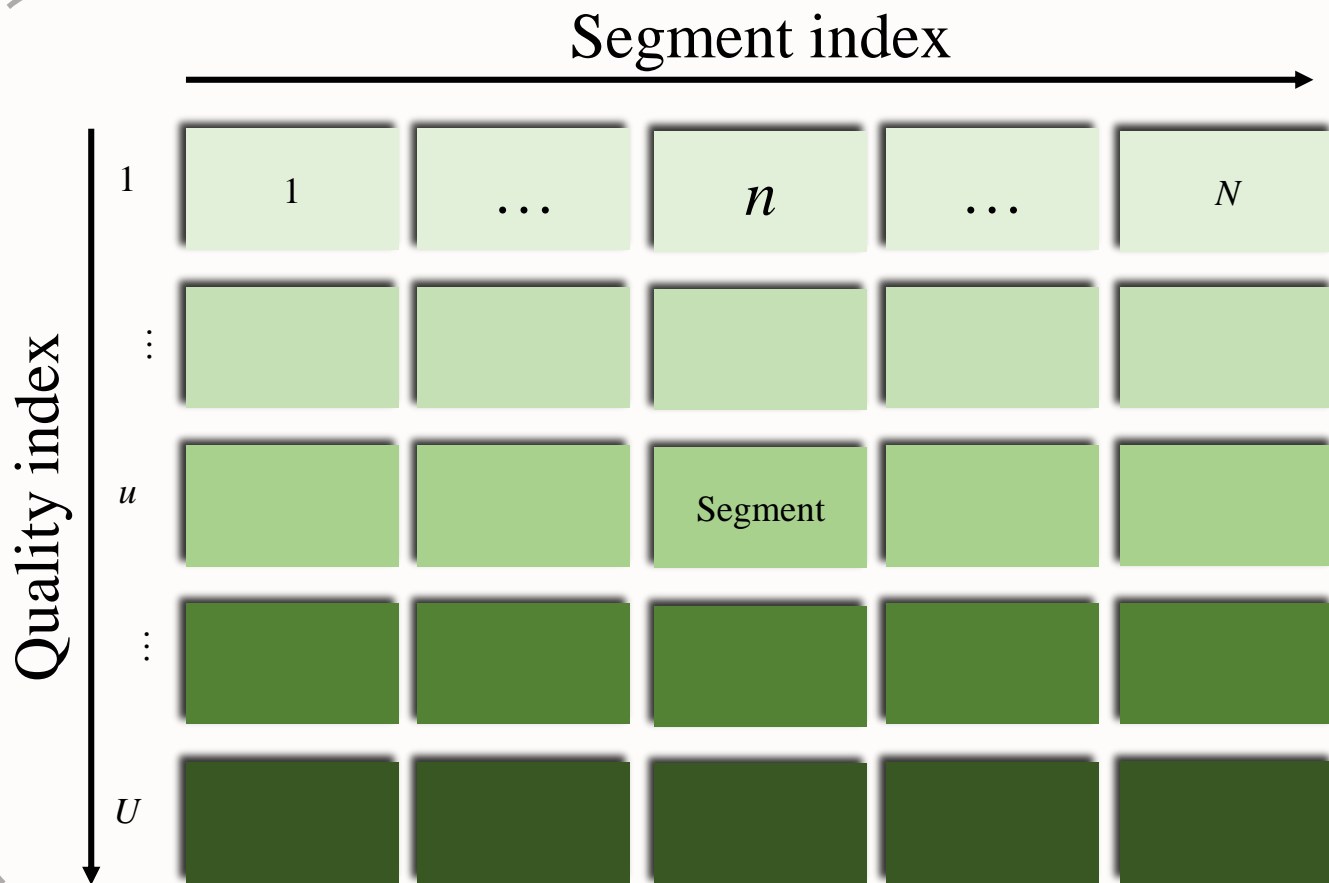 Segment index
1 1 … n … N
⋮
Quality index
u Segment
⋮
U